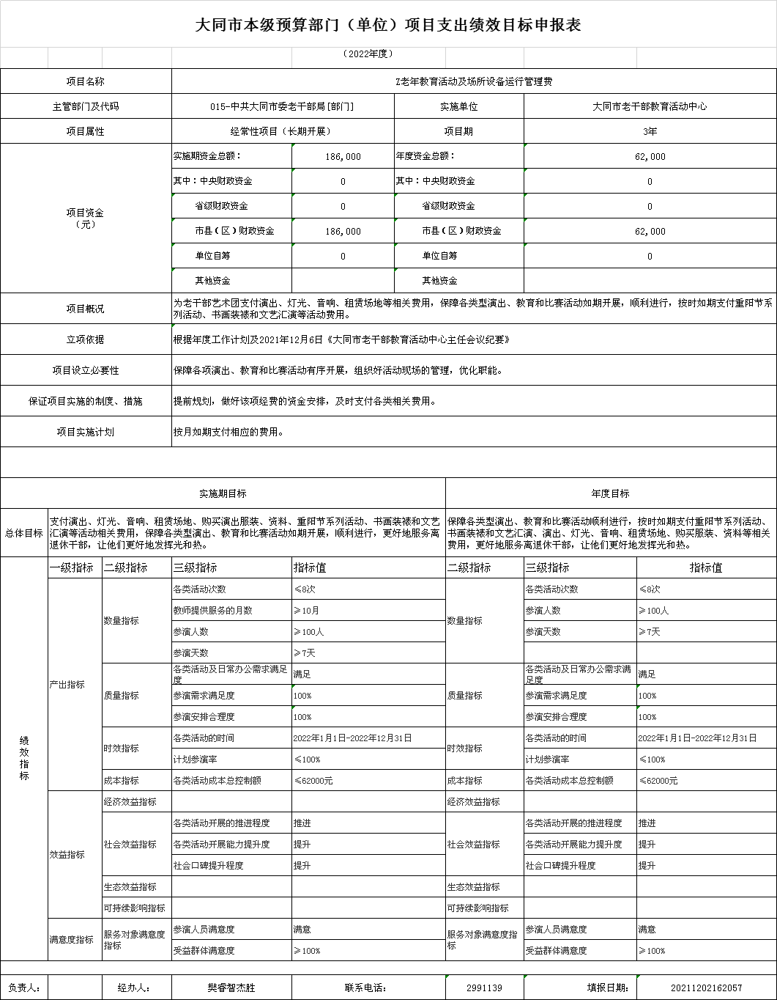 大同市本级预算部门（单位）项目支出绩效目标申报表
（2022年度）
项目名称 Z老年教育活动及场所设备运行管理费
主管部门及代码 015-中共大同市委老干部局[部门] 实施单位 大同市老干部教育活动中心
项目属性 经常性项目（长期开展） 项目期 3年
项目资金
（元）
实施期资金总额： 186,000 年度资金总额： 62,000
其中：中央财政资金 0 其中：中央财政资金 0
省级财政资金 0 省级财政资金 0
市县（区）财政资金 186,000 市县（区）财政资金 62,000
单位自筹 0 单位自筹 0
其他资金 其他资金
项目概况
为老干部艺术团支付演出、灯光、音响、租赁场地等相关费用，保障各类型演出、教育和比赛活动如期开展，顺利进行，按时如期支付重阳节系
列活动、书画装裱和文艺汇演等活动费用。
立项依据 根据年度工作计划及2021年12月6日《大同市老干部教育活动中心主任会议纪要》
项目设立必要性 保障各项演出、教育和比赛活动有序开展，组织好活动现场的管理，优化职能。
保证项目实施的制度、措施 提前规划，做好该项经费的资金安排，及时支付各类相关费用。
项目实施计划 按月如期支付相应的费用。
实施期目标 年度目标
总体目标
支付演出、灯光、音响、租赁场地、购买演出服装、资料、重阳节系列活动、书画装裱和文艺
汇演等活动相关费用，保障各类型演出、教育和比赛活动如期开展，顺利进行，更好地服务离
退休干部，让他们更好地发挥光和热。
保障各类型演出、教育和比赛活动顺利进行，按时如期支付重阳节系列活动、
书画装裱和文艺汇演、演出、灯光、音响、租赁场地、购买服装、资料等相关
费用，更好地服务离退休干部，让他们更好地发挥光和热。
绩
效
指
标
一级指标 二级指标 三级指标 指标值 二级指标 三级指标 指标值
产出指标
数量指标 各类活动次数 ≤8次 数量指标 各类活动次数 ≤8次
教师提供服务的月数 ≥10月 参演人数 ≥100人
参演人数 ≥100人 参演天数 ≥7天
参演天数 ≥7天
质量指标 各类活动及日常办公需求满足
度 满足 质量指标 各类活动及日常办公需求满
足度 满足
参演需求满足度 100% 参演需求满足度 100%
参演安排合理度 100% 参演安排合理度 100%
时效指标 各类活动的时间 2022年1月1日-2022年12月31日 时效指标 各类活动的时间 2022年1月1日-2022年12月31日
计划参演率 ≤100% 计划参演率 ≤100%
成本指标 各类活动成本总控制额 ≤62000元 成本指标 各类活动成本总控制额 ≤62000元
效益指标
经济效益指标 经济效益指标
社会效益指标 各类活动开展的推进程度 推进 社会效益指标 各类活动开展的推进程度 推进
各类活动开展能力提升度 提升 各类活动开展能力提升度 提升
社会口碑提升程度 提升 社会口碑提升程度 提升
生态效益指标 生态效益指标
可持续影响指标 可持续影响指标
满意度指标 服务对象满意度
指标 参演人员满意度 满意 服务对象满意度指
标 参演人员满意度 满意
受益群体满意度 ≥100% 受益群体满意度 ≥100%
负责人： 经办人： 樊睿智杰胜 联系电话： 2991139 填报日期： 20211202162057